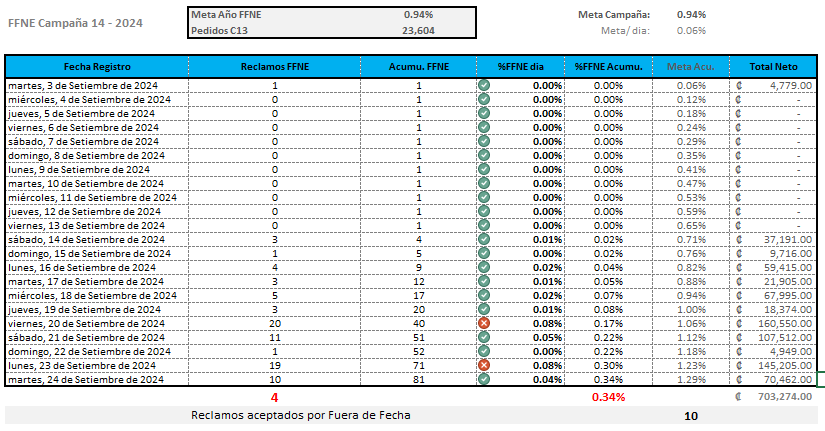 FFNE Campaña 14 - 2024
Meta Año FFNE 0.94%
Pedidos C13 23,604
Meta Campaña: 0.94%
Meta/ dia: 0.06%
Fecha Registro Reclamos FFNE Acumu. FFNE %FFNE dia %FFNE Acumu. Meta Acu. Total Neto
martes, 3 de Setiembre de 2024 1 1 0.00% 0.00% 0.06% ₡ 4,779.00
miércoles, 4 de Setiembre de 2024 0 1 0.00% 0.00% 0.12% ₡ -
jueves, 5 de Setiembre de 2024 0 1 0.00% 0.00% 0.18% ₡ -
viernes, 6 de Setiembre de 2024 0 1 0.00% 0.00% 0.24% ₡ -
sábado, 7 de Setiembre de 2024 0 1 0.00% 0.00% 0.29% ₡ -
domingo, 8 de Setiembre de 2024 0 1 0.00% 0.00% 0.35% ₡ -
lunes, 9 de Setiembre de 2024 0 1 0.00% 0.00% 0.41% ₡ -
martes, 10 de Setiembre de 2024 0 1 0.00% 0.00% 0.47% ₡ -
miércoles, 11 de Setiembre de 2024 0 1 0.00% 0.00% 0.53% ₡ -
jueves, 12 de Setiembre de 2024 0 1 0.00% 0.00% 0.59% ₡ -
viernes, 13 de Setiembre de 2024 0 1 0.00% 0.00% 0.65% ₡ -
sábado, 14 de Setiembre de 2024 3 4 0.01% 0.02% 0.71% ₡ 37,191.00
domingo, 15 de Setiembre de 2024 1 5 0.00% 0.02% 0.76% ₡ 9,716.00
lunes, 16 de Setiembre de 2024 4 9 0.02% 0.04% 0.82% ₡ 59,415.00
martes, 17 de Setiembre de 2024 3 12 0.01% 0.05% 0.88% ₡ 21,905.00
miércoles, 18 de Setiembre de 2024 5 17 0.02% 0.07% 0.94% ₡ 67,995.00
jueves, 19 de Setiembre de 2024 3 20 0.01% 0.08% 1.00% ₡ 18,374.00
viernes, 20 de Setiembre de 2024 20 40 0.08% 0.17% 1.06% ₡ 160,550.00
sábado, 21 de Setiembre de 2024 11 51 0.05% 0.22% 1.12% ₡ 107,512.00
domingo, 22 de Setiembre de 2024 1 52 0.00% 0.22% 1.18% ₡ 4,949.00
lunes, 23 de Setiembre de 2024 19 71 0.08% 0.30% 1.23% ₡ 145,205.00
martes, 24 de Setiembre de 2024 10 81 0.04% 0.34% 1.29% ₡ 70,462.00
4 0.34% ₡ 703,274.00
Reclamos aceptados por Fuera de Fecha 10